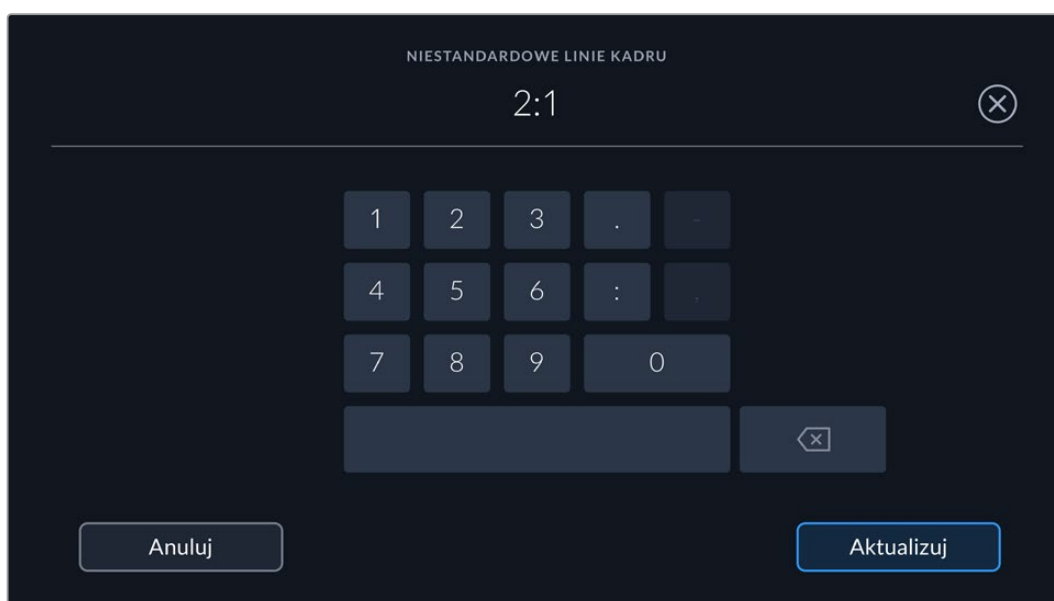 NIESTANDARDOWE LINIE KADRU
2:1
1 2 3 . -
4 5 6 : ,
7 8 9 0
Anuluj Aktualizuj